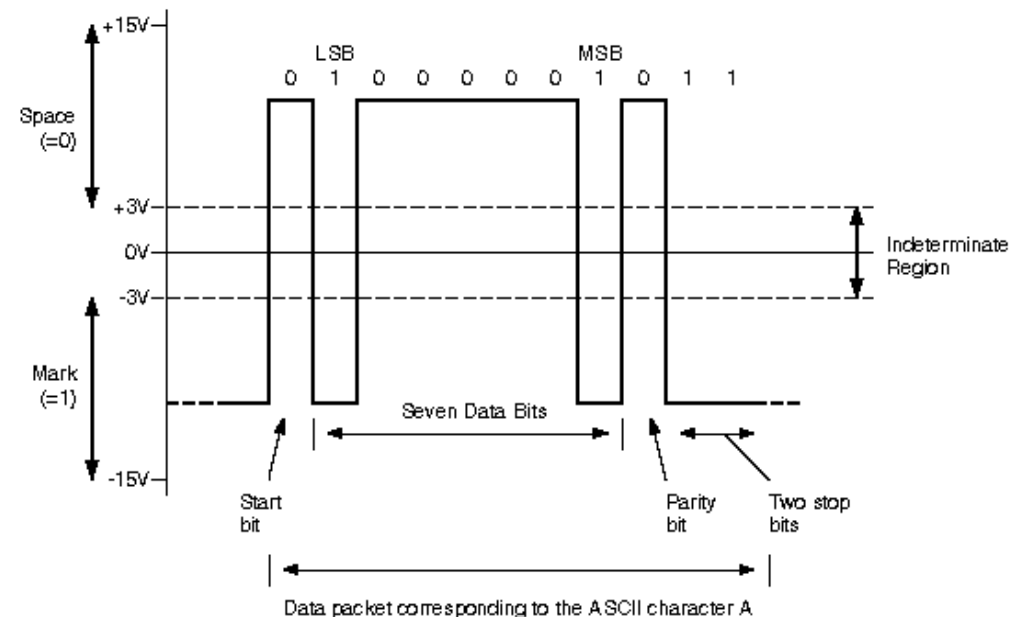 +15V
LSB MSB
0 1 0 0 0 0 0 1 0 1 1
Space
(=0)
+3V
0V
Indeterminate
Region
-3V
Mark
(=1)
Seven Data Bits
-15V
Start
bit
Parity
bit
Two stop
bits
Data packet corresponding to the ASCII character A